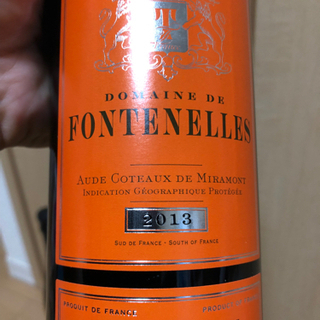 DOMAINE DE
FONTENELLES
AUDE COTEAUX DE MIRAMONT
INDICATION GÉOGRAPHIQUE PROTÉGÉE
2013
SUD DE FRANCE - SOUTH OF FRANCE
PRODUIT DE FRANCE